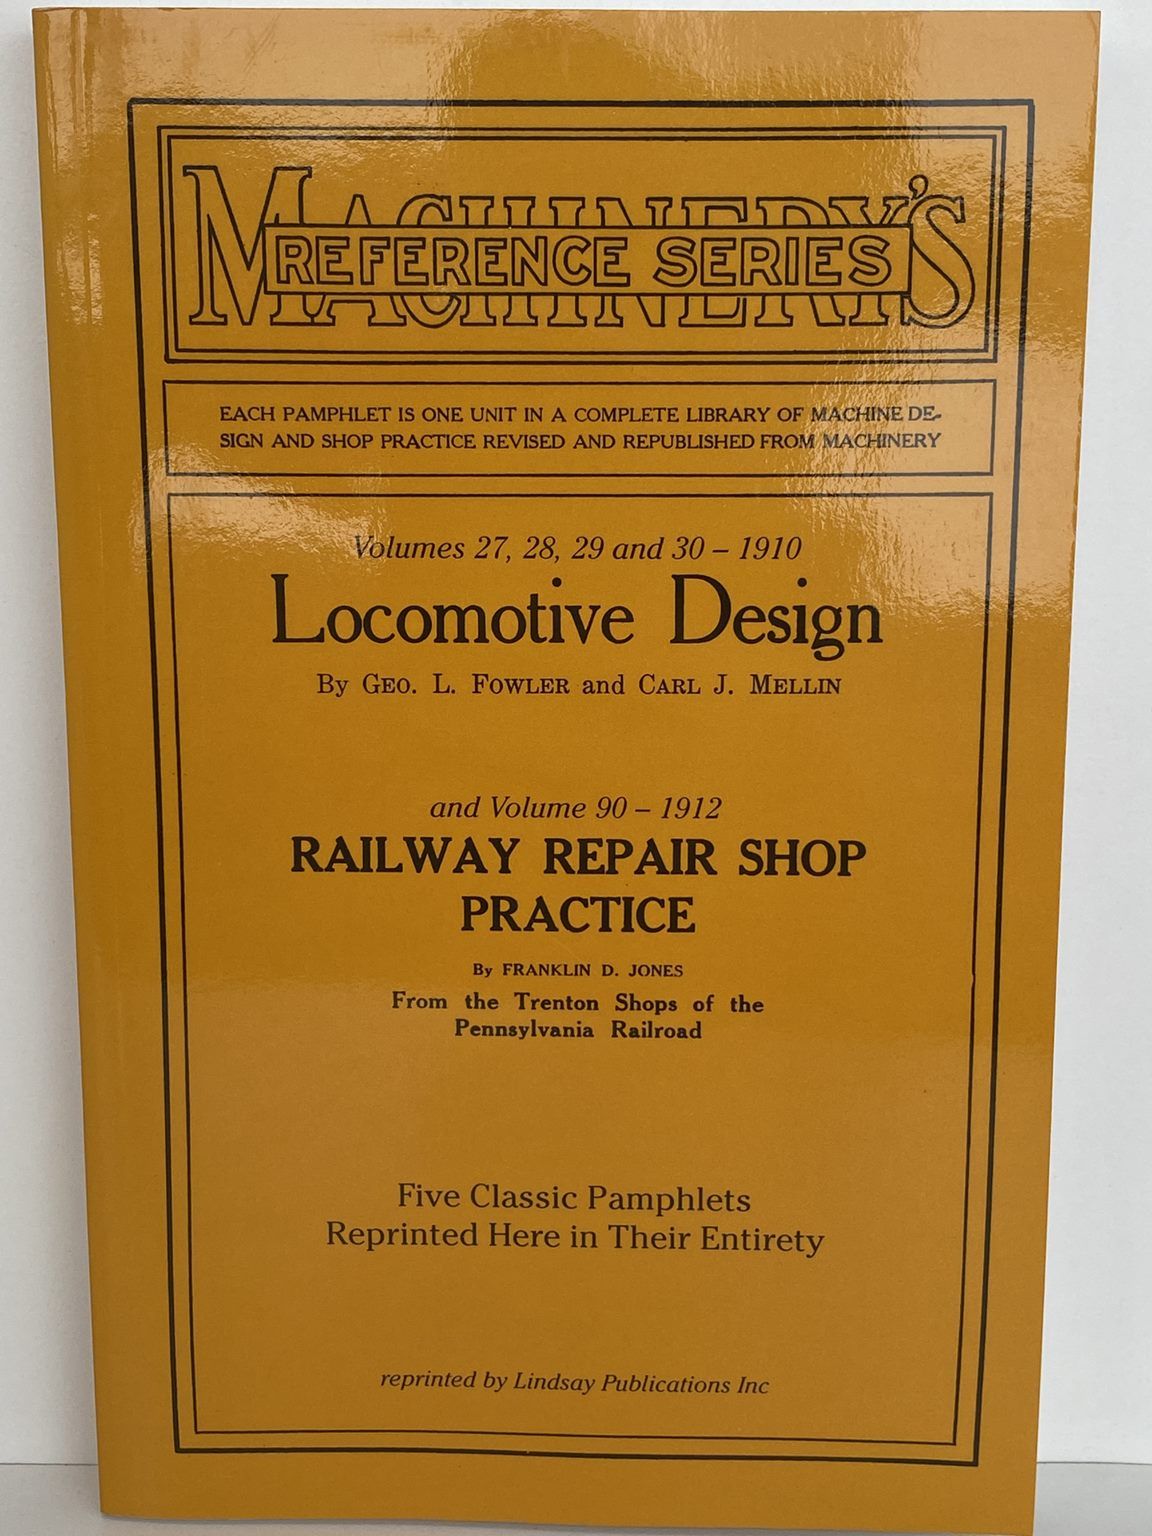 MACHINERY'S
REFERENCE SERIES
EACH PAMPHLET IS ONE UNIT IN A COMPLETE LIBRARY OF MACHINE DE-
SIGN AND SHOP PRACTICE REVISED AND REPUBLISHED FROM MACHINERY
Volumes 27, 28, 29 and 30 – 1910
Locomotive Design
By GEO. L. FOWLER and CARL J. MELLIN
and Volume 90 – 1912
RAILWAY REPAIR SHOP
PRACTICE
By FRANKLIN D. JONES
From the Trenton Shops of the
Pennsylvania Railroad
Five Classic Pamphlets
Reprinted Here in Their Entirety
reprinted by Lindsay Publications Inc